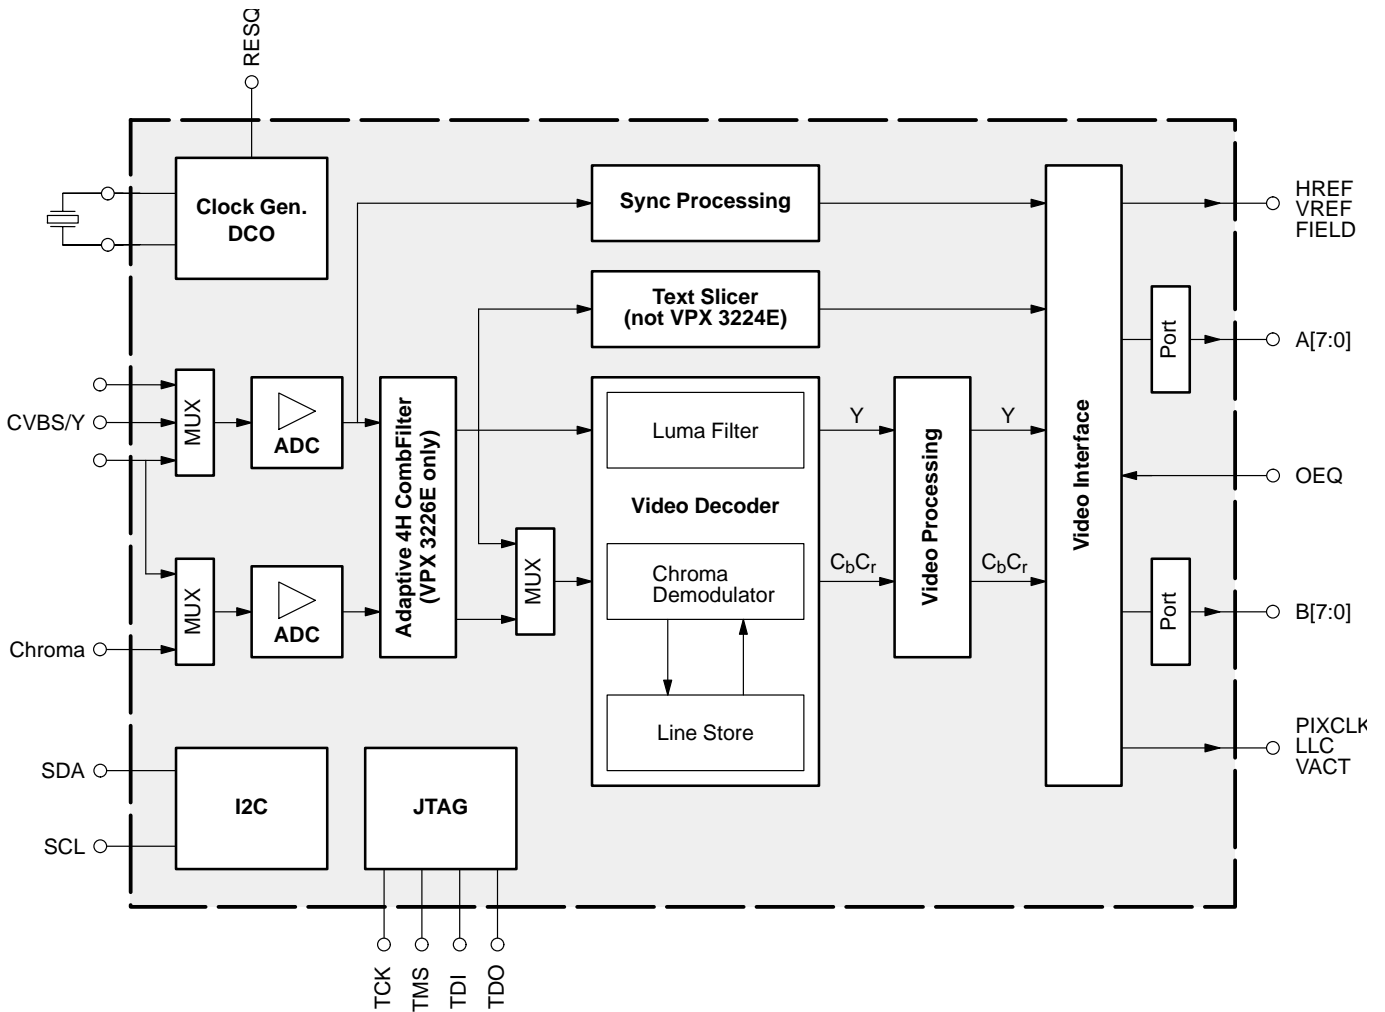 RESQ
Clock Gen.
DCO
Sync Processing
HREF
VREF
FIELD
Text Slicer
(not VPX 3224E)
Port
A[7:0]
CVBS/Y
MUX
ADC
Adaptive 4H CombFilter
(VPX 3226E only)
Luma Filter
Y
Video Processing
Y
Video Interface
Video Decoder
OEQ
MUX
ADC
MUX
Chroma
Demodulator
CbCr
CbCr
Port
B[7:0]
Chroma
Line Store
PIXCLK
LLC
VACT
SDA
I2C
JTAG
SCL
TCK
TMS
TDI
TDO